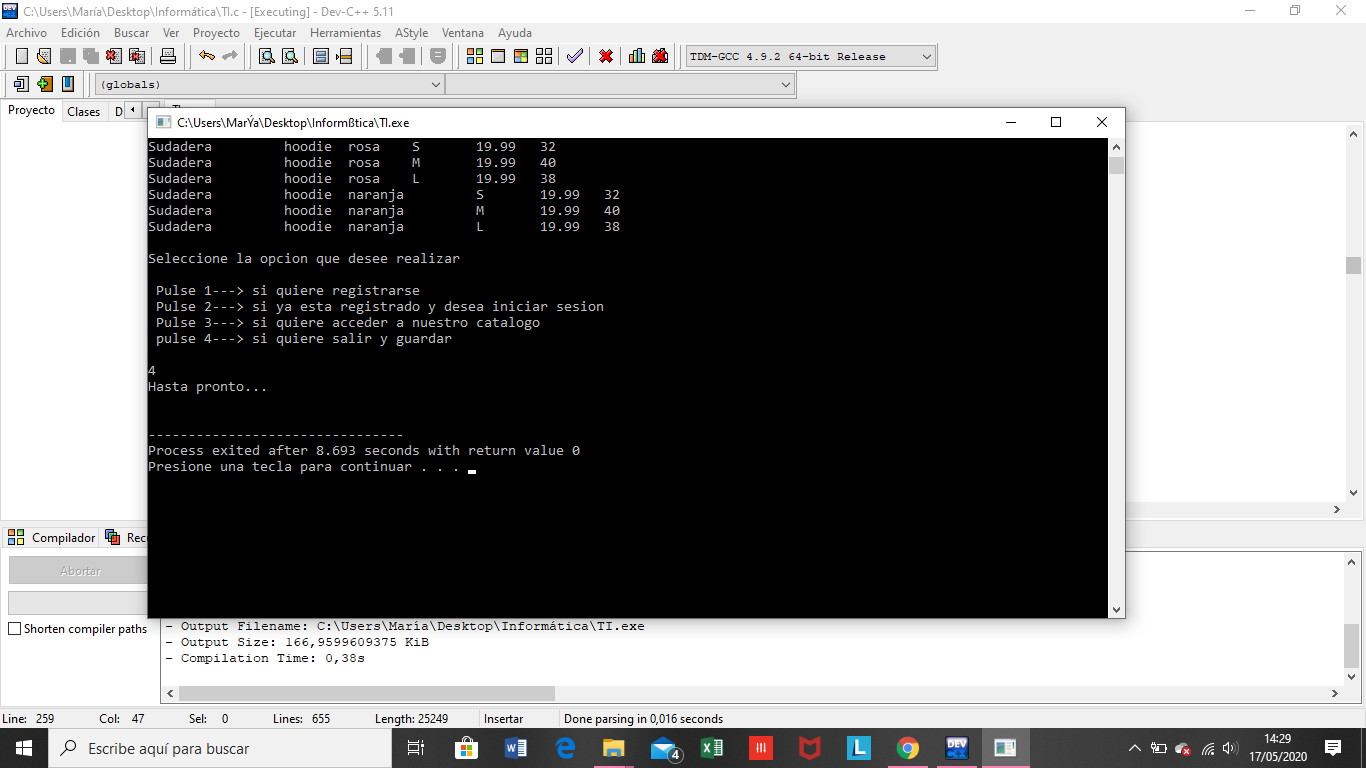 C:\Users\María\Desktop\Informática\TI.c - [Executing] - Dev-C++ 5.11
Archivo Edición Buscar Ver Proyecto Ejecutar Herramientas AStyle Ventana Ayuda
TDM-GCC 4.9.2 64-bit Release
(globals)
Proyecto Clases D
C:\Users\MarÝa\Desktop\Informßtica\TI.exe
Sudadera hoodie rosa S 19.99 32
Sudadera hoodie rosa M 19.99 40
Sudadera hoodie rosa L 19.99 38
Sudadera hoodie naranja S 19.99 32
Sudadera hoodie naranja M 19.99 40
Sudadera hoodie naranja L 19.99 38
Seleccione la opcion que desee realizar
Pulse 1---> si quiere registrarse
Pulse 2---> si ya esta registrado y desea iniciar sesion
Pulse 3---> si quiere acceder a nuestro catalogo
pulse 4---> si quiere salir y guardar
4
Hasta pronto...
--------------------------------
Process exited after 8.693 seconds with return value 0
Presione una tecla para continuar . . .
Compilador Recu
Abortar
Shorten compiler paths
- Output Filename: C:\Users\María\Desktop\Informática\TI.exe
- Output Size: 166,9599609375 KiB
- Compilation Time: 0,38s
Line: 259 Col: 47 Sel: 0 Lines: 655 Length: 25249 Insertar Done parsing in 0,016 seconds
Escribe aquí para buscar
4
DEV
14:29
17/05/2020